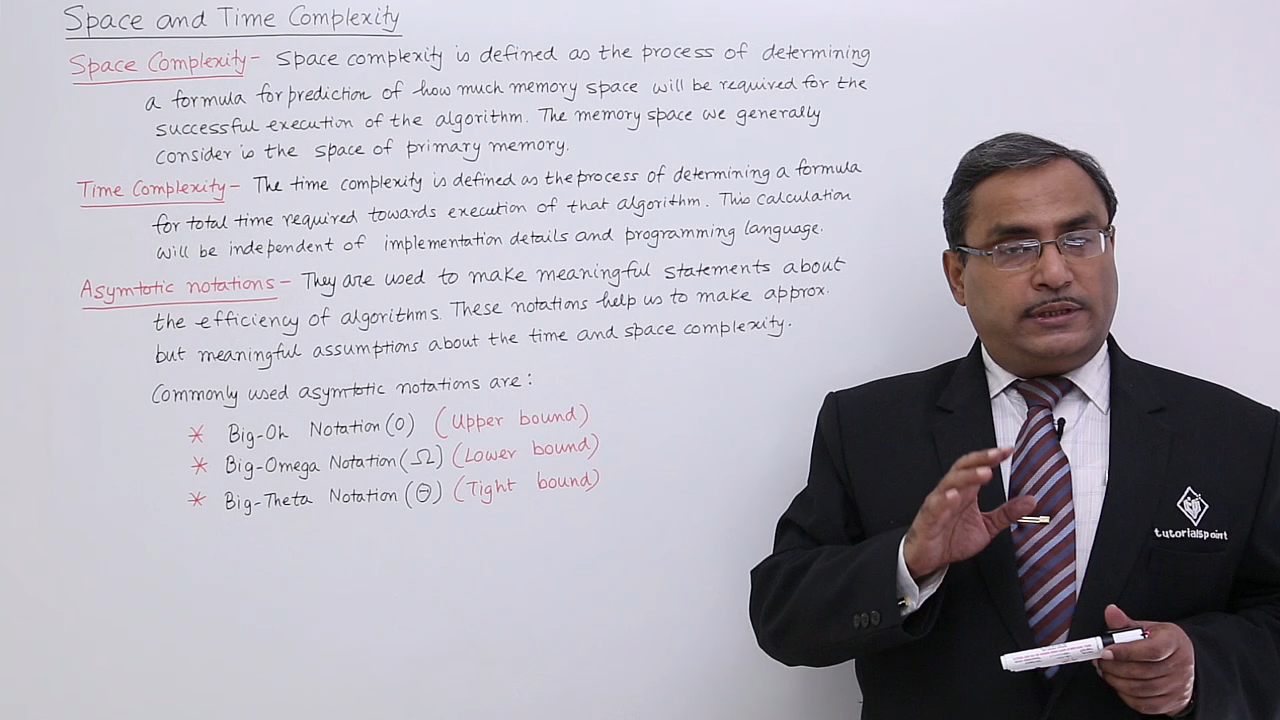 Space and Time Complexity
Space Complexity- Space complexity is defined as the process of determining
a formula for prediction of how much memory space will be required for the
successful execution of the algorithm. The memory space we generally
consider is the space of primary memory.
Time Complexity- The time complexity is defined as the process of determining a formula
for total time required towards execution of that algorithm. This calculation
will be independent of implementation details and programming language.
Asymtotic notations- They are used to make meaningful statements about
the efficiency of algorithms. These notations help us to make approx.
but meaningful assumptions about the time and space complexity.
Commonly used asymtotic notations are:
* Big-Oh Notation(O) (Upper bound)
* Big-Omega Notation(Ω) (Lower bound)
* Big-Theta Notation(Θ) (Tight bound)
tutorialspoint